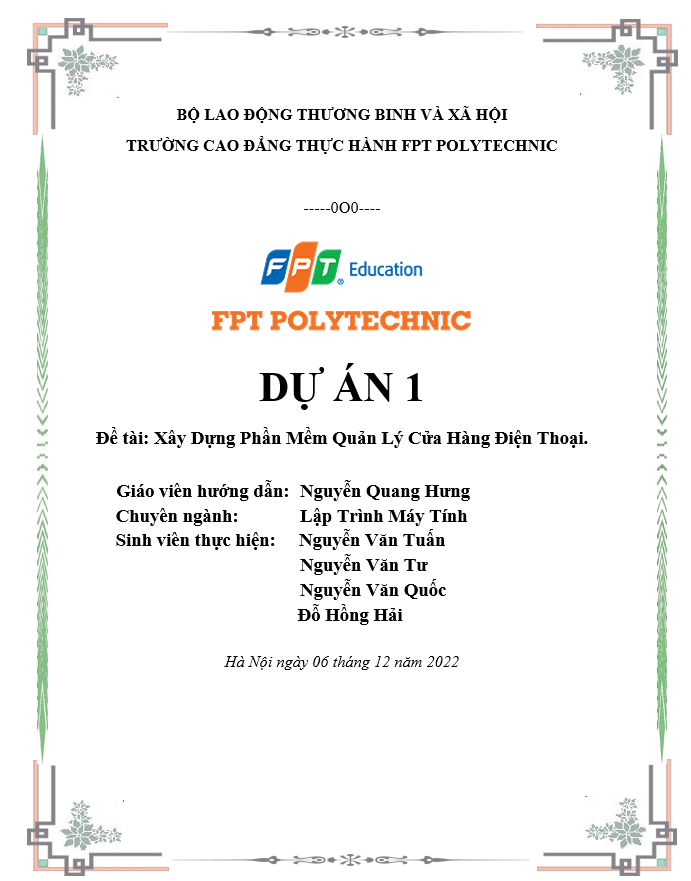 BỘ LAO ĐỘNG THƯƠNG BINH VÀ XÃ HỘI
TRƯỜNG CAO ĐẲNG THỰC HÀNH FPT POLYTECHNIC
-----0O0----
FPT® Education
FPT POLYTECHNIC
DỰ ÁN 1
Đề tài: Xây Dựng Phần Mềm Quản Lý Cửa Hàng Điện Thoại.
Giáo viên hướng dẫn: Nguyễn Quang Hưng
Chuyên ngành: Lập Trình Máy Tính
Sinh viên thực hiện: Nguyễn Văn Tuấn
Nguyễn Văn Tư
Nguyễn Văn Quốc
Đỗ Hồng Hải
Hà Nội ngày 06 tháng 12 năm 2022